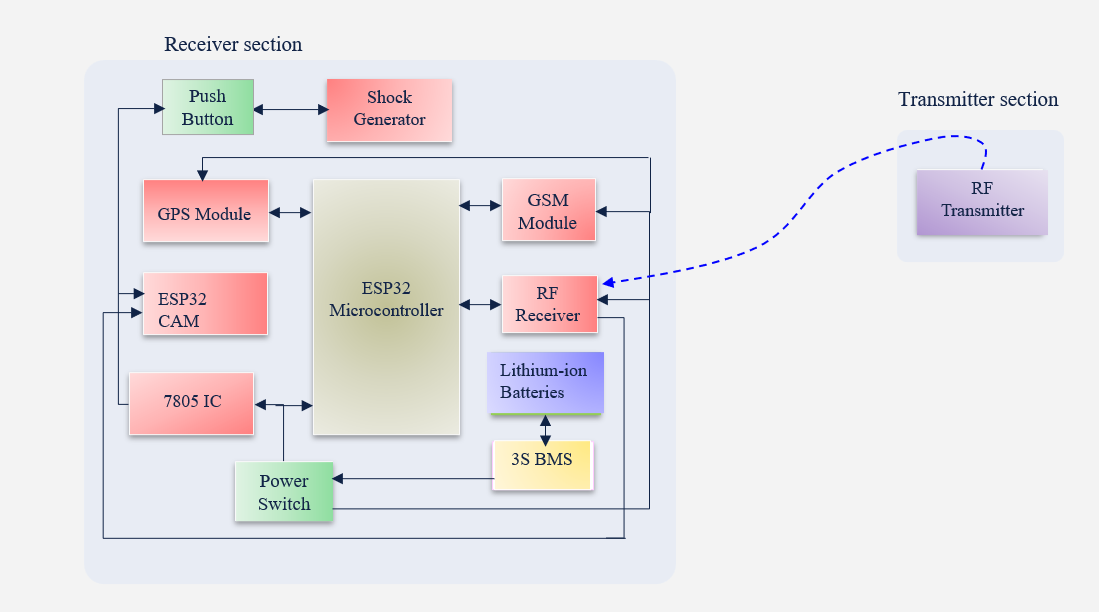 Receiver section
Transmitter section
Push
Button
Shock
Generator
GPS Module
ESP32
Microcontroller
GSM
Module
RF
Transmitter
ESP32
CAM
RF
Receiver
Lithium-ion
Batteries
7805 IC
3S BMS
Power
Switch